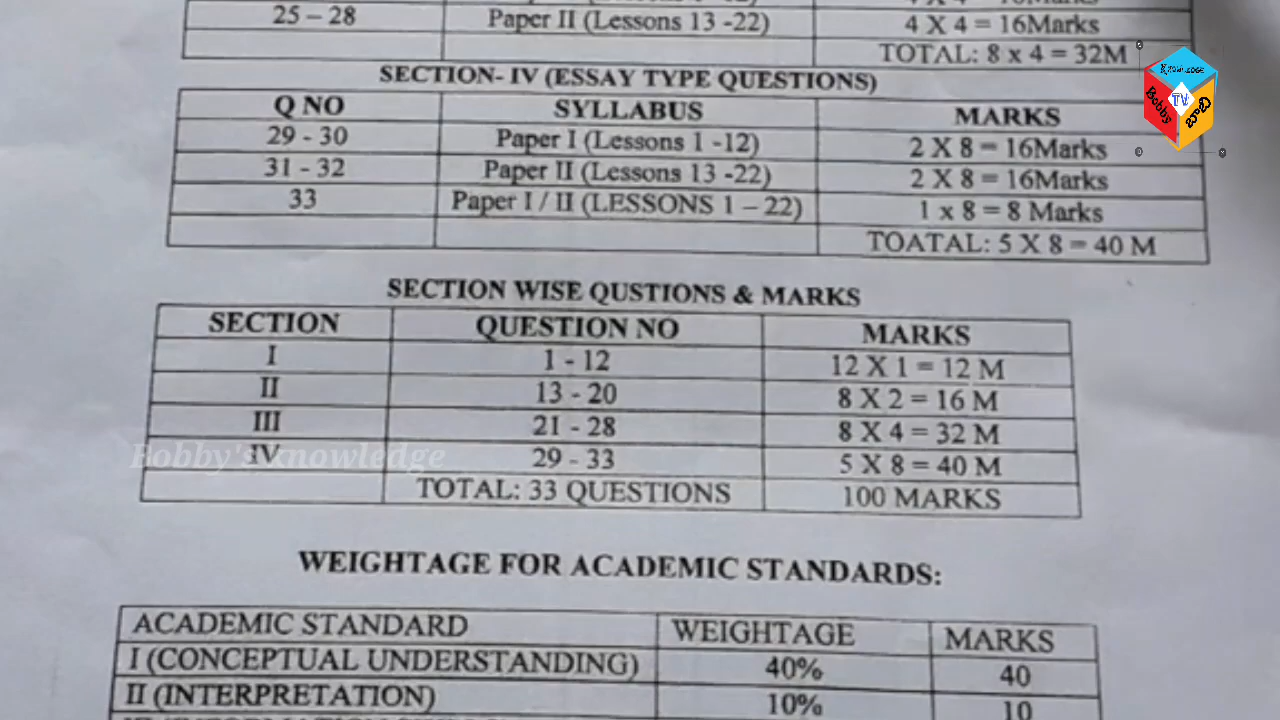 25 – 28 Paper II (Lessons 13 -22) 4 X 4 = 16Marks
TOTAL: 8 x 4 = 32M
SECTION- IV (ESSAY TYPE QUESTIONS)
Q NO SYLLABUS MARKS
29 - 30 Paper I (Lessons 1 -12) 2 X 8 = 16Marks
31 - 32 Paper II (Lessons 13 -22) 2 X 8 = 16Marks
33 Paper I / II (LESSONS 1 – 22) 1 x 8 = 8 Marks
TOATAL: 5 X 8 = 40 M
SECTION WISE QUSTIONS & MARKS
SECTION QUESTION NO MARKS
I 1 - 12 12 X 1 = 12 M
II 13 - 20 8 X 2 = 16 M
III 21 - 28 8 X 4 = 32 M
IV 29 - 33 5 X 8 = 40 M
TOTAL: 33 QUESTIONS 100 MARKS
WEIGHTAGE FOR ACADEMIC STANDARDS:
ACADEMIC STANDARD WEIGHTAGE MARKS
I (CONCEPTUAL UNDERSTANDING) 40% 40
II (INTERPRETATION) 10% 10
Bobby's knowledge
Bobby
TV